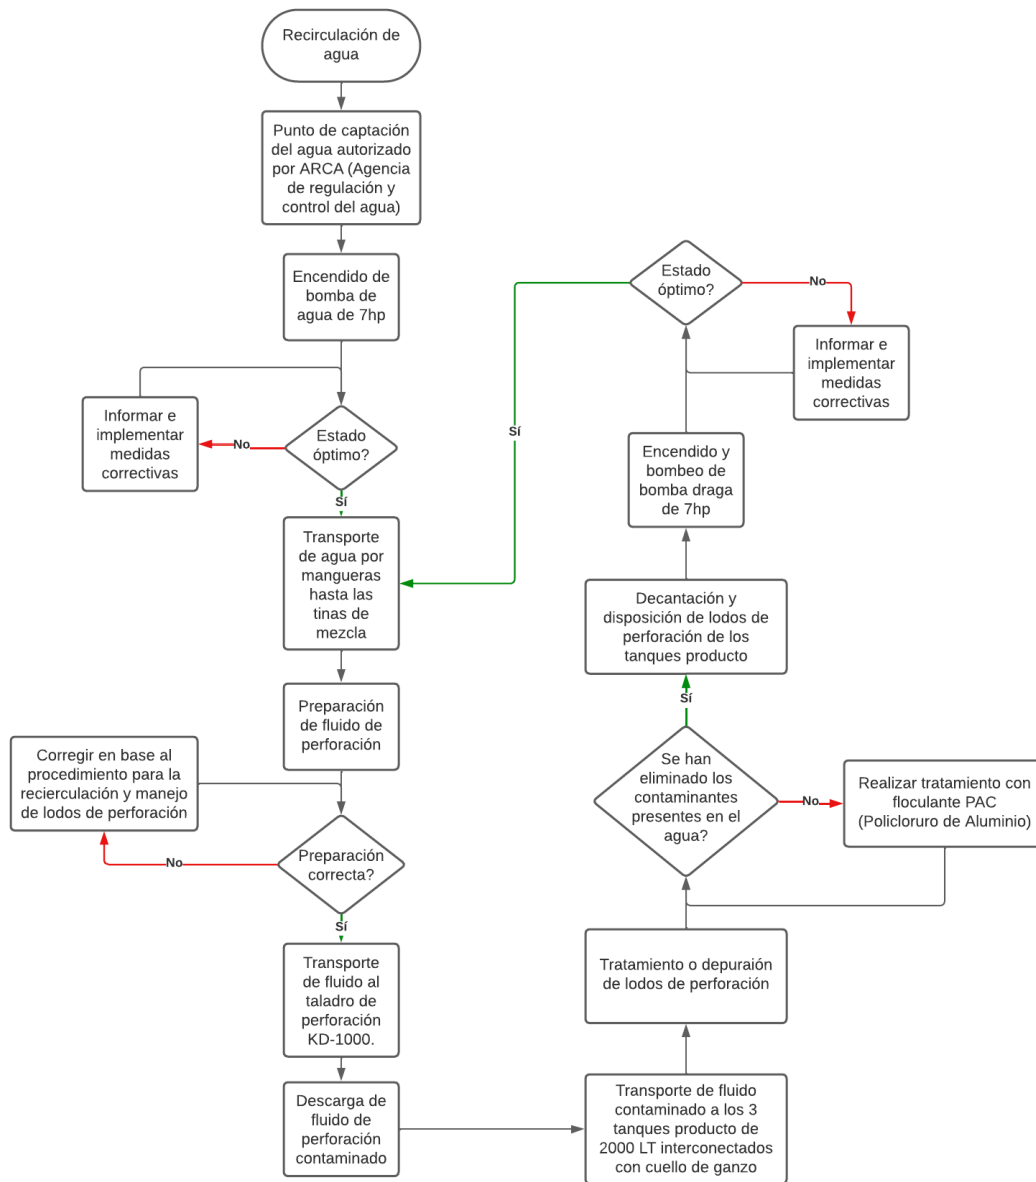 Recirculación de
agua
Punto de captación
del agua autorizado
por ARCA (Agencia
de regulación y
control del agua)
Encendido de
bomba de
agua de 7hp
Informar e
implementar
medidas
correctivas
No
Estado
óptimo?
Sí
Transporte
de agua por
mangueras
hasta las
tinas de
mezcla
Preparación
de fluido de
perforación
Corregir en base al
procedimiento para la
recierculación y manejo
de lodos de perforación
No
Preparación
correcta?
Sí
Transporte
de fluido al
taladro de
perforación
KD-1000.
Descarga de
fluido de
perforación
contaminado
Transporte de fluido
contaminado a los 3
tanques producto de
2000 LT interconectados
con cuello de ganzo
Tratamiento o depuraión
de lodos de perforación
Se han
eliminado los
contaminantes
presentes en el
agua?
No
Realizar tratamiento con
floculante PAC
(Policloruro de Aluminio)
Sí
Decantación y
disposición de lodos de
perforación de los
tanques producto
Encendido y
bombeo de
bomba draga
de 7hp
Estado
óptimo?
No
Informar e
implementar
medidas
correctivas
Sí